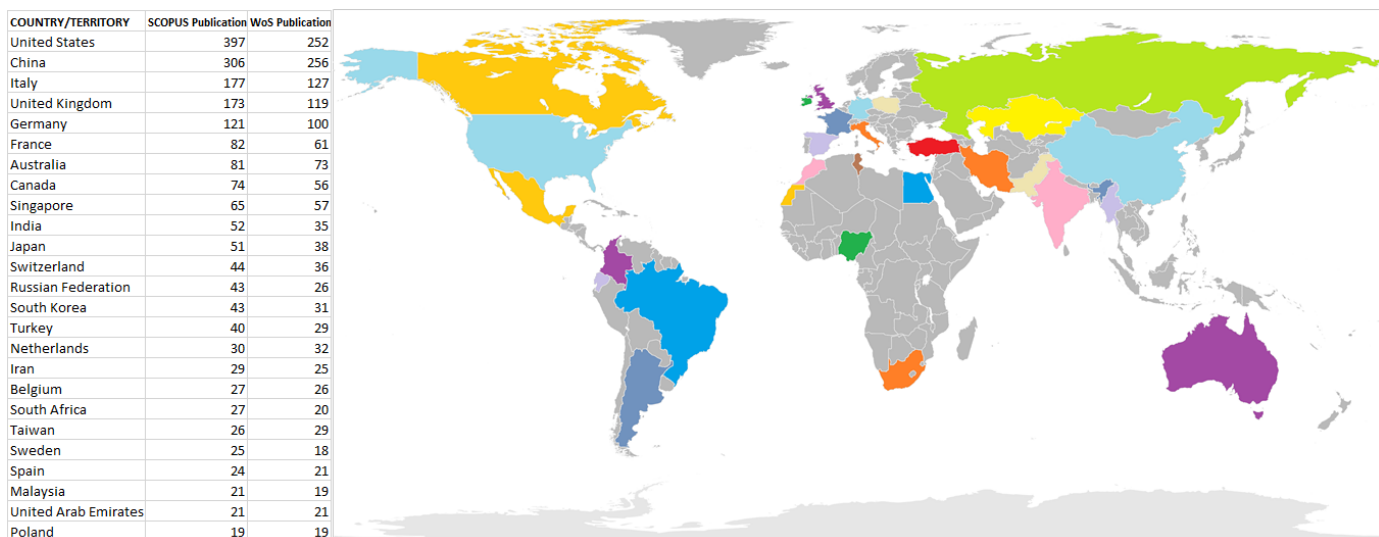 COUNTRY/TERRITORY SCOPUS Publication WoS Publication
United States 397 252
China 306 256
Italy 177 127
United Kingdom 173 119
Germany 121 100
France 82 61
Australia 81 73
Canada 74 56
Singapore 65 57
India 52 35
Japan 51 38
Switzerland 44 36
Russian Federation 43 26
South Korea 43 31
Turkey 40 29
Netherlands 30 32
Iran 29 25
Belgium 27 26
South Africa 27 20
Taiwan 26 29
Sweden 25 18
Spain 24 21
Malaysia 21 19
United Arab Emirates 21 21
Poland 19 19